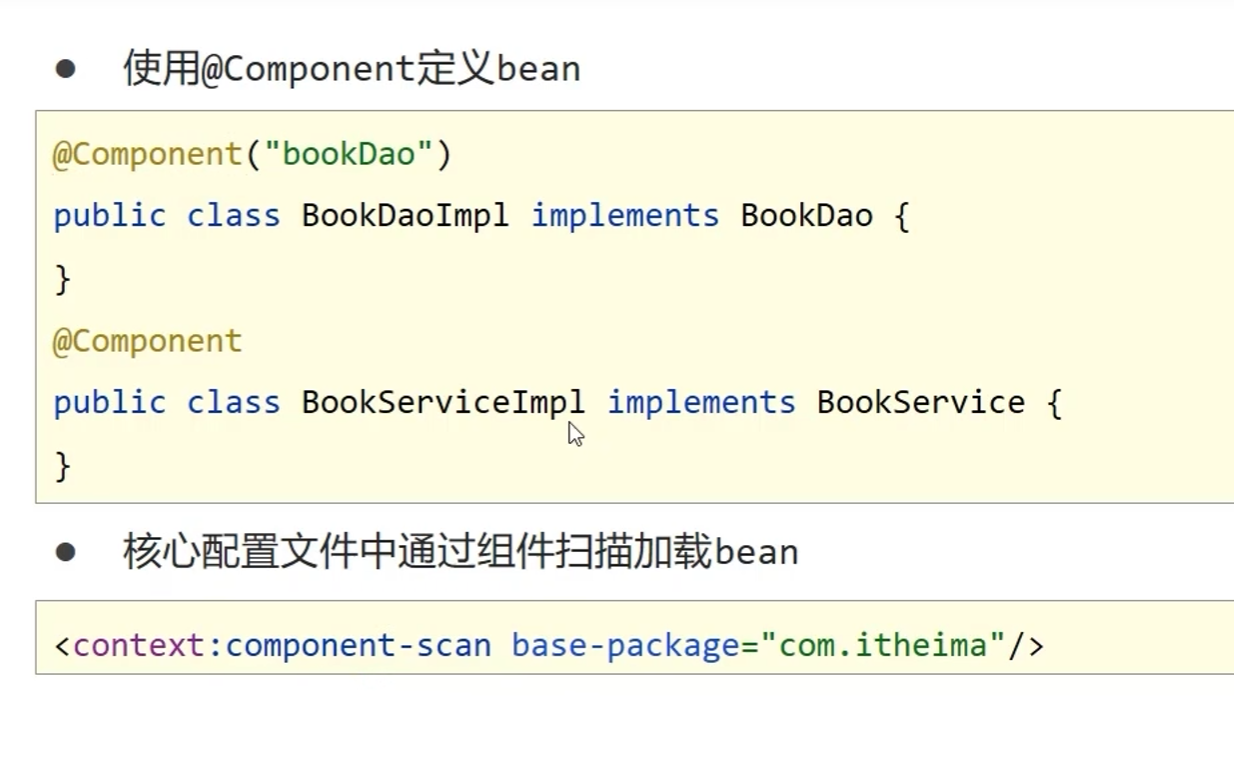 ● 使用@Component定义bean
@Component("bookDao")
public class BookDaoImpl implements BookDao {
}
@Component
public class BookServiceImpl implements BookService {
}
● 核心配置文件中通过组件扫描加载bean
<context:component-scan base-package="com.itheima"/>